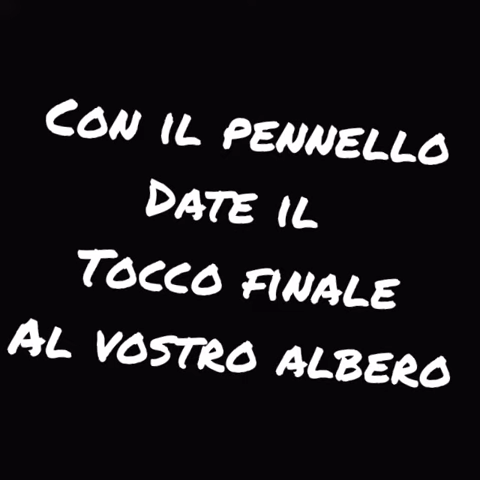 Con il pennello
Date il
Tocco finale
Al vostro albero